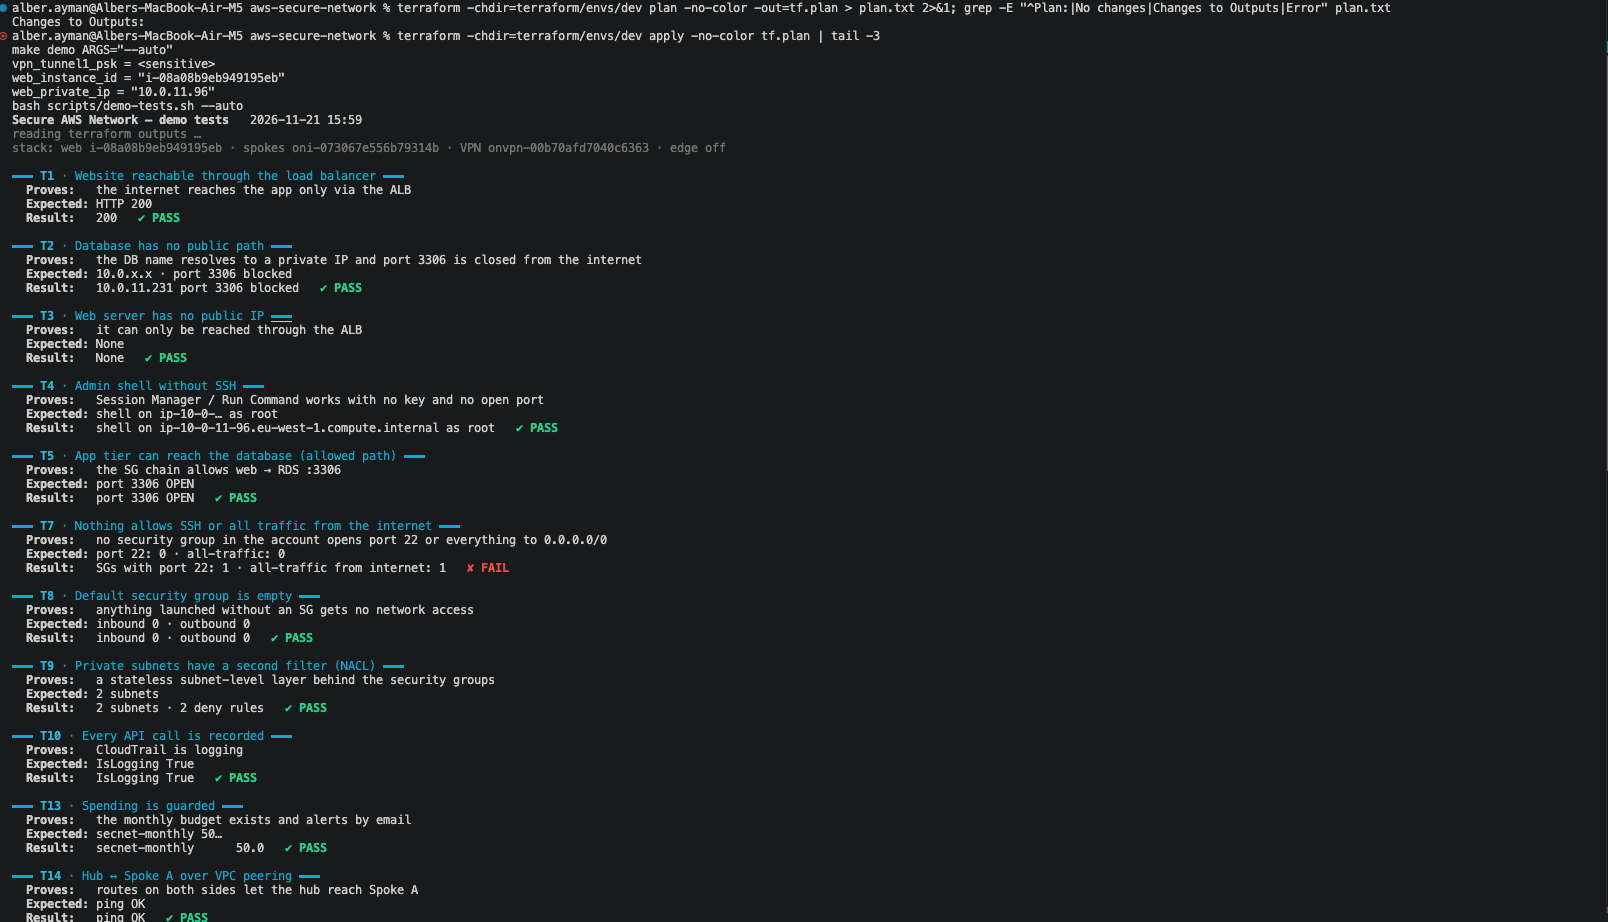 alber.ayman@Albers-MacBook-Air-M5 aws-secure-network % terraform -chdir=terraform/envs/dev plan -no-color -out=tf.plan > plan.txt 2>&1; grep -E "^Plan:|No changes|Changes to Outputs|Error" plan.txt
Changes to Outputs:
alber.ayman@Albers-MacBook-Air-M5 aws-secure-network % terraform -chdir=terraform/envs/dev apply -no-color tf.plan | tail -3
make demo ARGS="--auto"
vpn_tunnel1_psk = <sensitive>
web_instance_id = "i-08a08b9eb949195eb"
web_private_ip = "10.0.11.96"
bash scripts/demo-tests.sh --auto
Secure AWS Network — demo tests   2026-11-21 15:59
reading terraform outputs …
stack: web i-08a08b9eb949195eb · spokes oni-073067e556b79314b · VPN onvpn-00b70afd7040c6363 · edge off
━━━ T1 · Website reachable through the load balancer ━━━
Proves:   the internet reaches the app only via the ALB
Expected: HTTP 200
Result:   200   ✔ PASS
━━━ T2 · Database has no public path ━━━
Proves:   the DB name resolves to a private IP and port 3306 is closed from the internet
Expected: 10.0.x.x · port 3306 blocked
Result:   10.0.11.231 port 3306 blocked   ✔ PASS
━━━ T3 · Web server has no public IP ━━━
Proves:   it can only be reached through the ALB
Expected: None
Result:   None   ✔ PASS
━━━ T4 · Admin shell without SSH ━━━
Proves:   Session Manager / Run Command works with no key and no open port
Expected: shell on ip-10-0-… as root
Result:   shell on ip-10-0-11-96.eu-west-1.compute.internal as root   ✔ PASS
━━━ T5 · App tier can reach the database (allowed path) ━━━
Proves:   the SG chain allows web → RDS :3306
Expected: port 3306 OPEN
Result:   port 3306 OPEN   ✔ PASS
━━━ T7 · Nothing allows SSH or all traffic from the internet ━━━
Proves:   no security group in the account opens port 22 or everything to 0.0.0.0/0
Expected: port 22: 0 · all-traffic: 0
Result:   SGs with port 22: 1 · all-traffic from internet: 1   ✘ FAIL
━━━ T8 · Default security group is empty ━━━
Proves:   anything launched without an SG gets no network access
Expected: inbound 0 · outbound 0
Result:   inbound 0 · outbound 0   ✔ PASS
━━━ T9 · Private subnets have a second filter (NACL) ━━━
Proves:   a stateless subnet-level layer behind the security groups
Expected: 2 subnets
Result:   2 subnets · 2 deny rules   ✔ PASS
━━━ T10 · Every API call is recorded ━━━
Proves:   CloudTrail is logging
Expected: IsLogging True
Result:   IsLogging True   ✔ PASS
━━━ T13 · Spending is guarded ━━━
Proves:   the monthly budget exists and alerts by email
Expected: secnet-monthly 50…
Result:   secnet-monthly      50.0   ✔ PASS
━━━ T14 · Hub ↔ Spoke A over VPC peering ━━━
Proves:   routes on both sides let the hub reach Spoke A
Expected: ping OK
Result:   ping OK   ✔ PASS